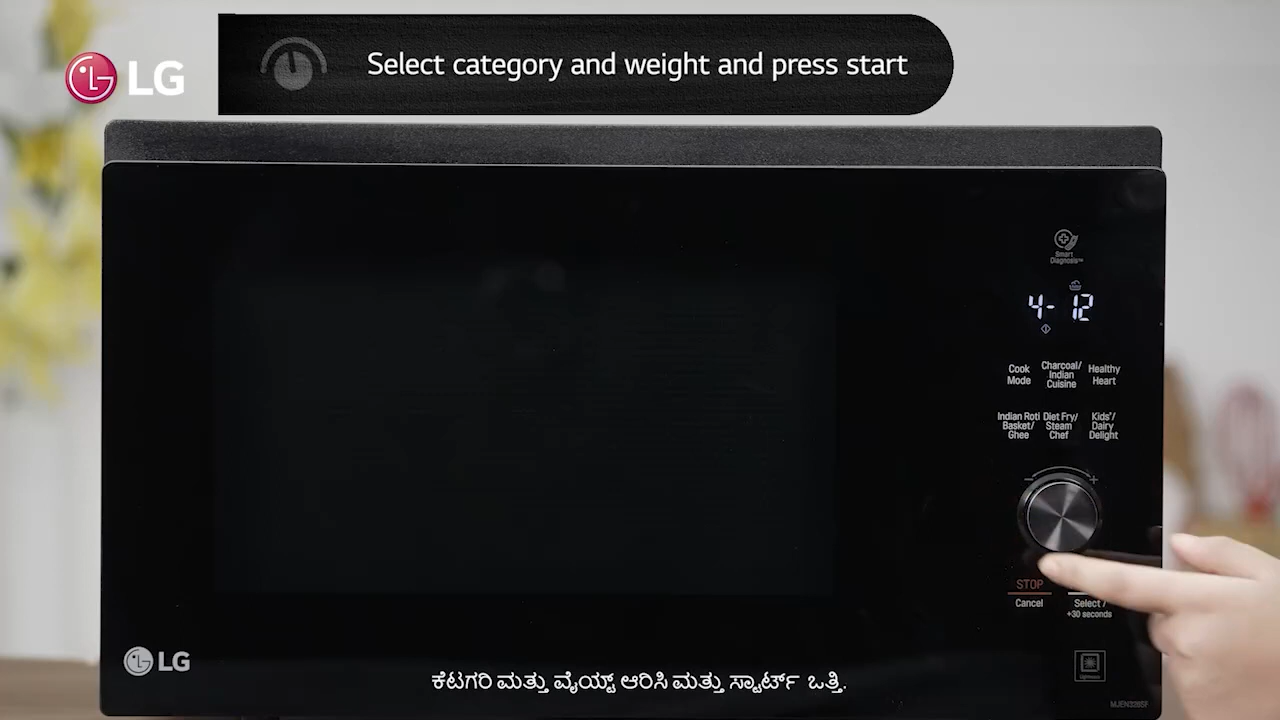 LG
Select category and weight and press start
Smart
Diagnosis™
4- 12
Cook
Mode
Charcoal/
Indian
Cuisine
Healthy
Heart
Indian Roti
Basket/
Ghee
Diet Fry/
Steam
Chef
Kids'/
Dairy
Delight
STOP
Cancel
Select /
+30 seconds
LG
ಕೆಟಗರಿ ಮತ್ತು ವೈಯ್ಟ್ ಆರಿಸಿ ಮತ್ತು ಸ್ಟಾರ್ಟ್ ಒತ್ತಿ.